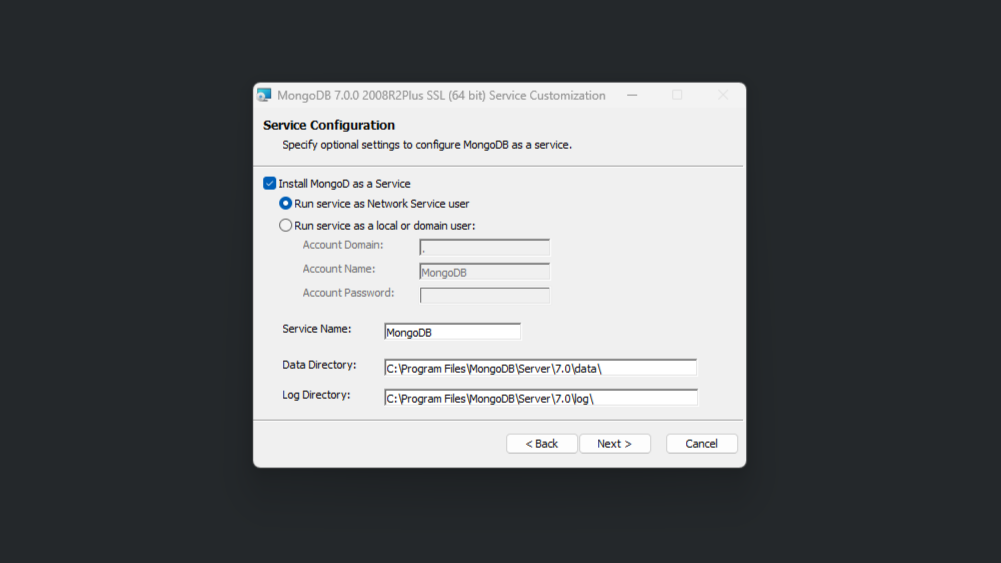 MongoDB 7.0.0 2008R2Plus SSL (64 bit) Service Customization
Service Configuration
Specify optional settings to configure MongoDB as a service.
Install MongoD as a Service
Run service as Network Service user
Run service as a local or domain user:
Account Domain: .
Account Name: MongoDB
Account Password:
Service Name: MongoDB
Data Directory: C:\Program Files\MongoDB\Server\7.0\data\
Log Directory: C:\Program Files\MongoDB\Server\7.0\log\
< Back Next > Cancel